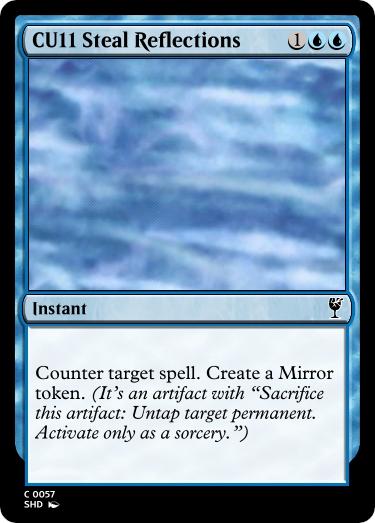 CU11 Steal Reflections 1
Instant
Counter target spell. Create a Mirror
token. (It's an artifact with “Sacrifice
this artifact: Untap target permanent.
Activate only as a sorcery.”)
C 0057
SHD